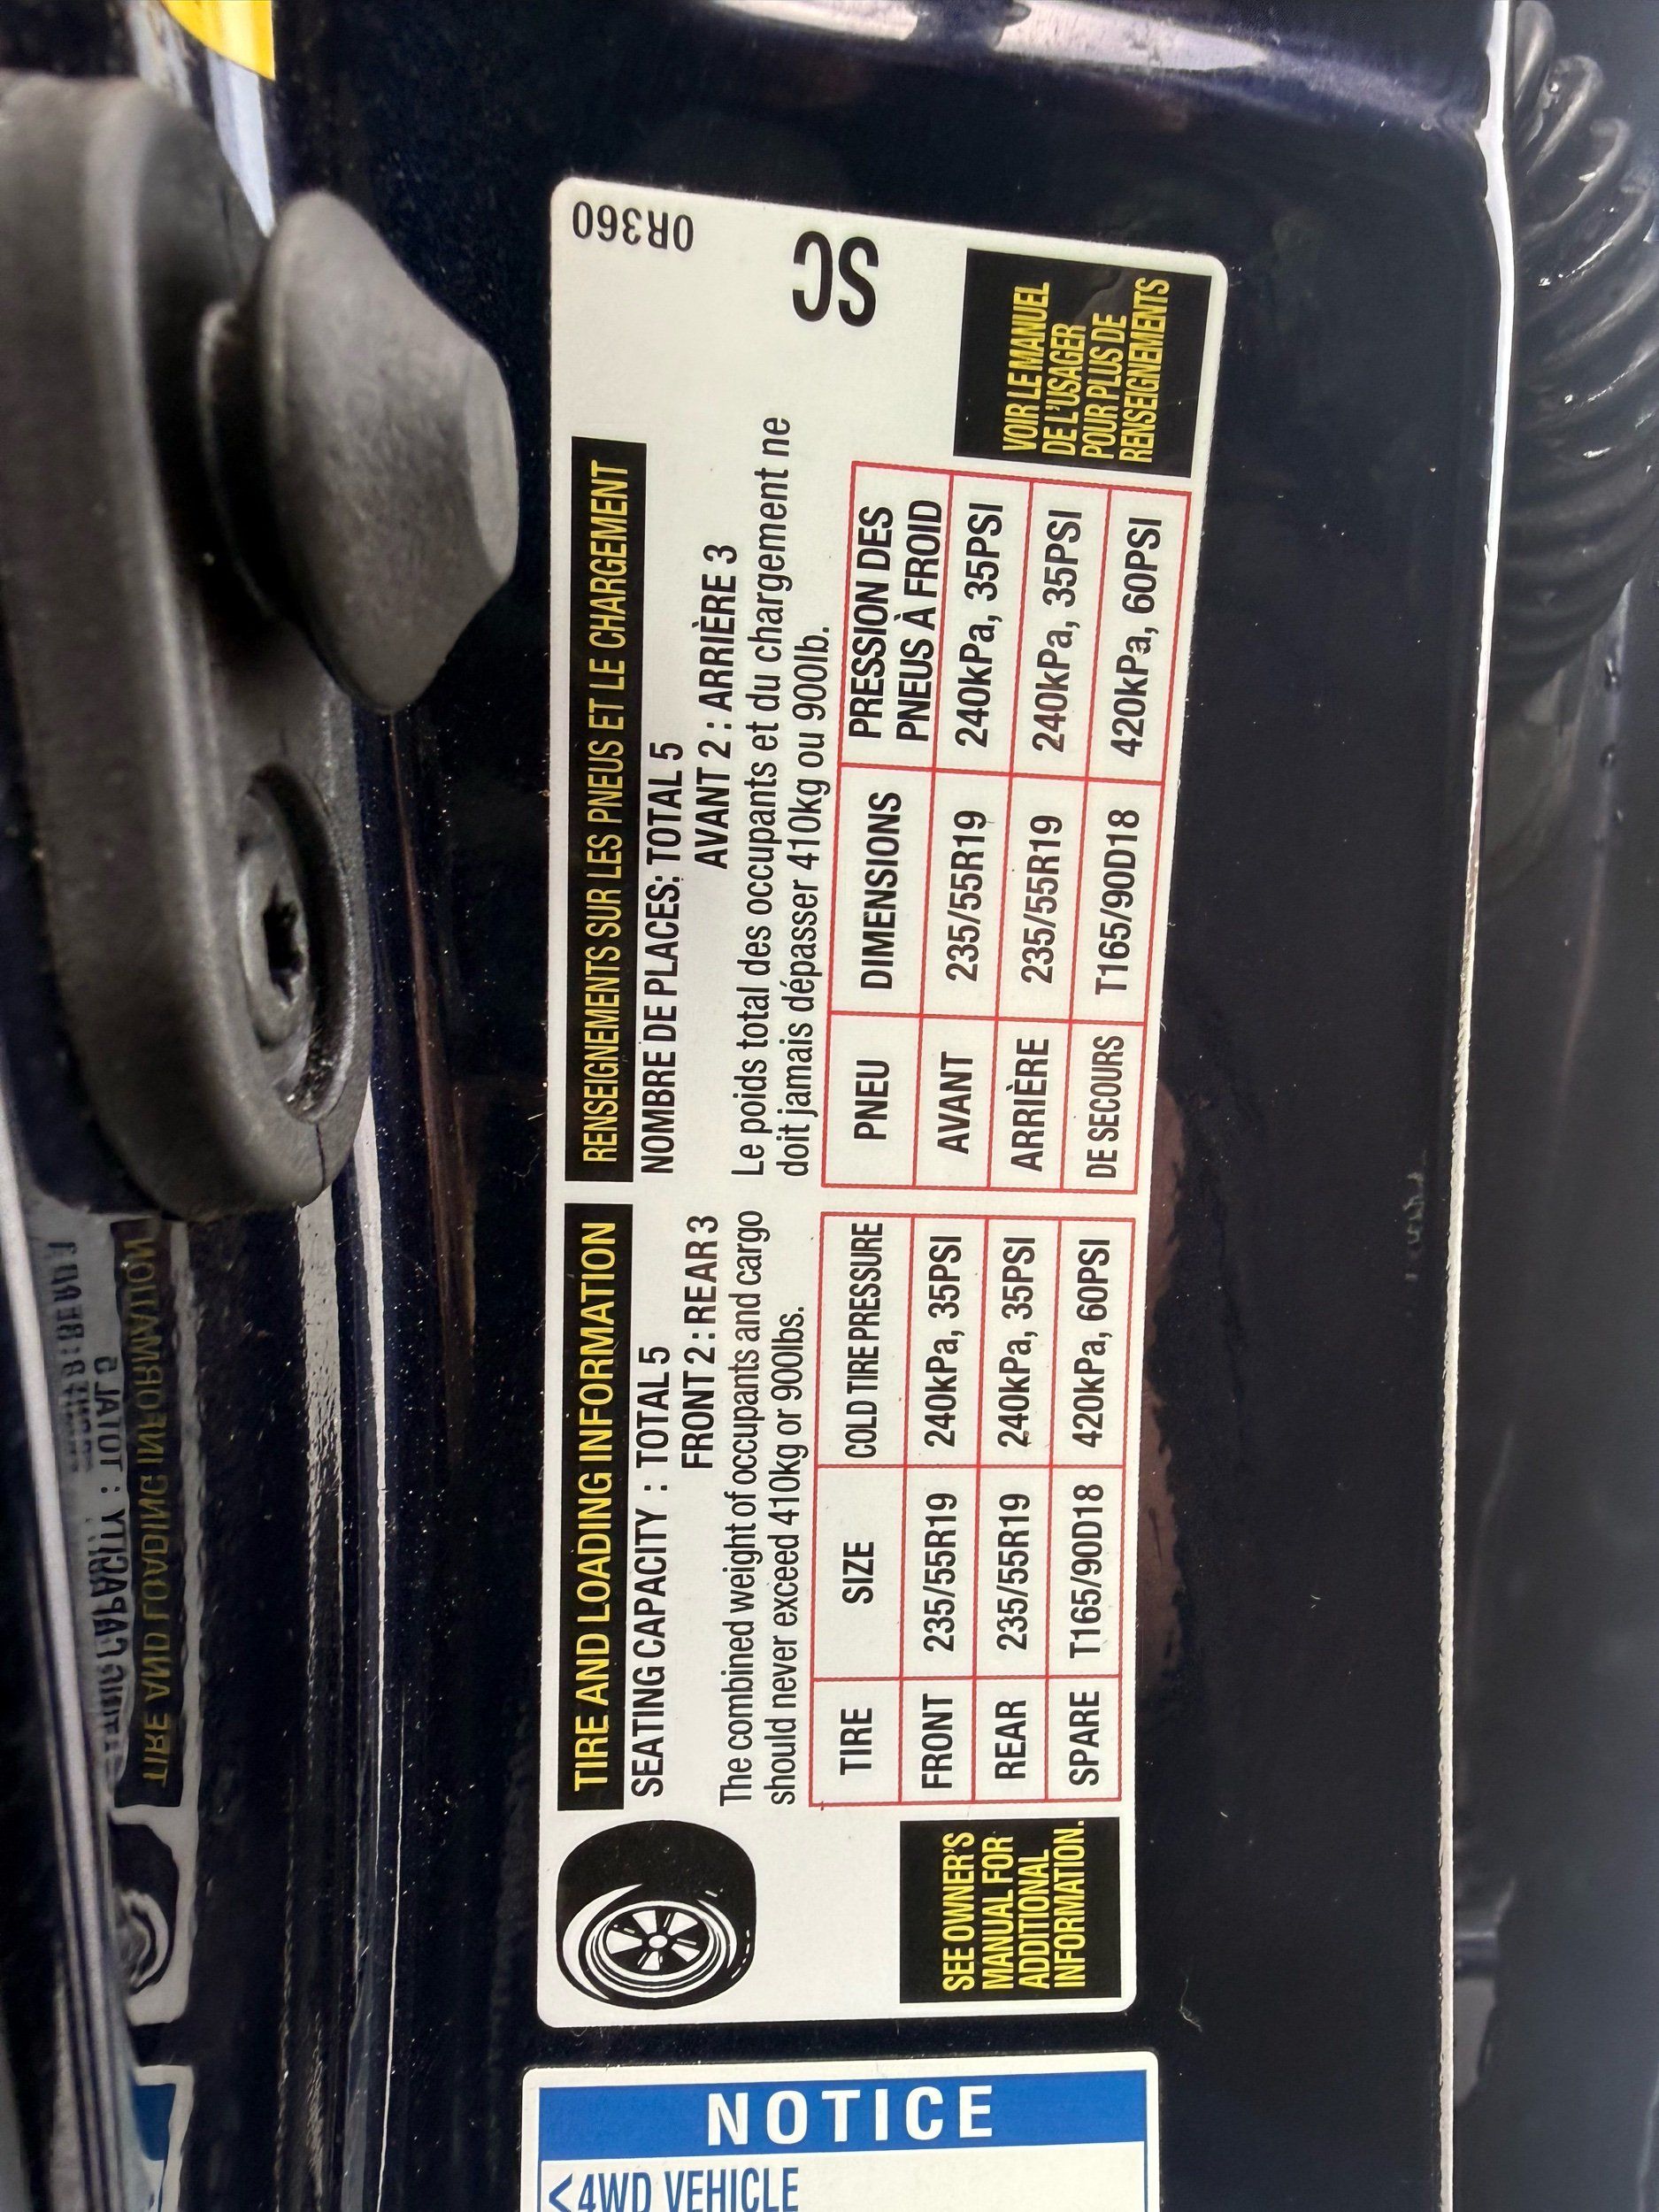 TIRE AND LOADING INFORMATION
SEATING CAPACITY : TOTAL 5
FRONT 2 : REAR 3
The combined weight of occupants and cargo
should never exceed 410kg or 900lbs.
TIRE SIZE COLD TIRE PRESSURE
FRONT 235/55R19 240kPa, 35PSI
REAR 235/55R19 240kPa, 35PSI
SPARE T165/90D18 420kPa, 60PSI
SEE OWNER'S
MANUAL FOR
ADDITIONAL
INFORMATION.
RENSEIGNEMENTS SUR LES PNEUS ET LE CHARGEMENT
NOMBRE DE PLACES: TOTAL 5
AVANT 2 : ARRIÈRE 3
Le poids total des occupants et du chargement ne
doit jamais dépasser 410kg ou 900lb.
PNEU DIMENSIONS PRESSION DES
PNEUS À FROID
AVANT 235/55R19 240kPa, 35PSI
ARRIÈRE 235/55R19 240kPa, 35PSI
DE SECOURS T165/90D18 420kPa, 60PSI
VOIR LE MANUEL
DE L'USAGER
POUR PLUS DE
RENSEIGNEMENTS
0R360
SC
NOTICE
<4WD VEHICLE
TIRE AND LOADING INFORMATION